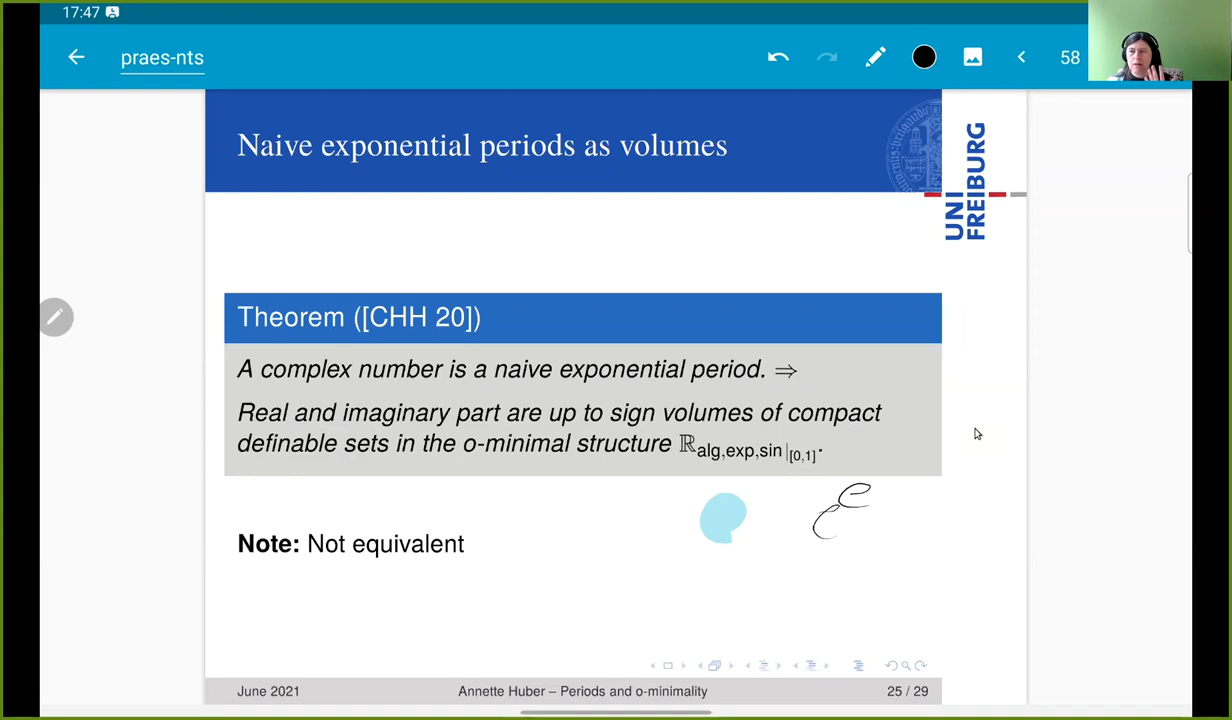 17:47
praes-nts
58
Naive exponential periods as volumes
UNI
FREIBURG
Theorem ([CHH 20])
A complex number is a naive exponential period. ⇒
Real and imaginary part are up to sign volumes of compact
definable sets in the o-minimal structure ℝalg,exp,sin|[0,1].
e^e
Note: Not equivalent
June 2021 Annette Huber – Periods and o-minimality 25 / 29